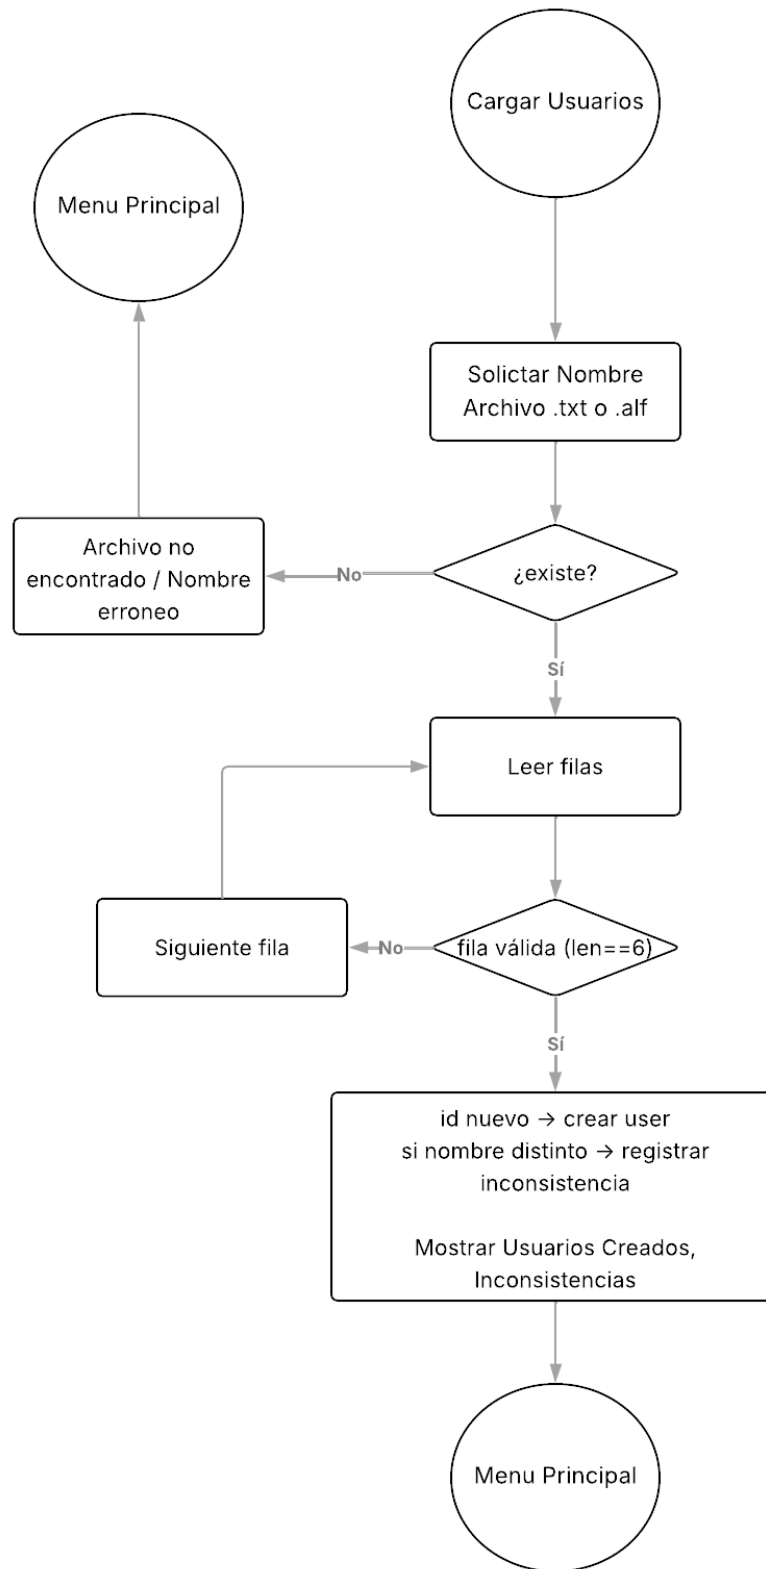 Cargar Usuarios
Menu Principal
Solictar Nombre
Archivo .txt o .alf
¿existe?
No
Archivo no
encontrado / Nombre
erroneo
Sí
Leer filas
fila válida (len==6)
No
Siguiente fila
Sí
id nuevo → crear user
si nombre distinto → registrar
inconsistencia
Mostrar Usuarios Creados,
Inconsistencias
Menu Principal